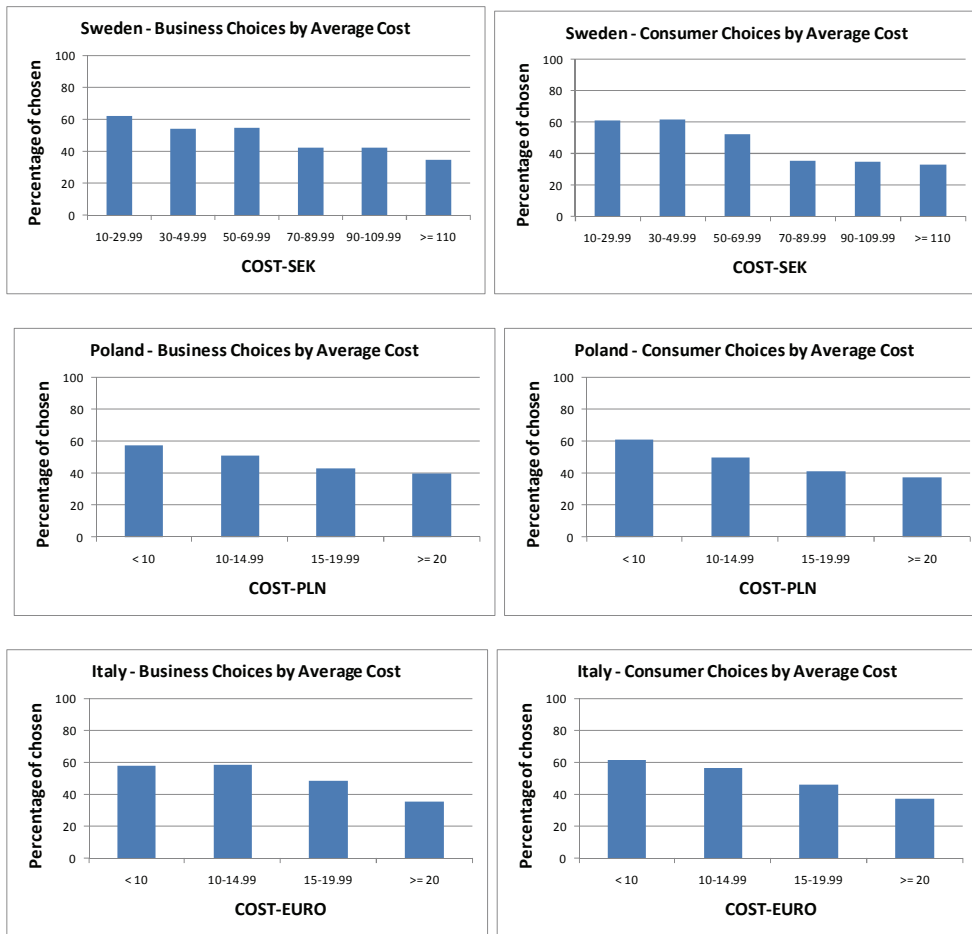 Sweden - Business Choices by Average Cost
Percentage of chosen
100
80
60
40
20
0
10-29.99 30-49.99 50-69.99 70-89.99 90-109.99 >= 110
COST-SEK
Sweden - Consumer Choices by Average Cost
Percentage of chosen
100
80
60
40
20
0
10-29.99 30-49.99 50-69.99 70-89.99 90-109.99 >= 110
COST-SEK
Poland - Business Choices by Average Cost
Percentage of chosen
100
80
60
40
20
0
< 10 10-14.99 15-19.99 >= 20
COST-PLN
Poland - Consumer Choices by Average Cost
Percentage of chosen
100
80
60
40
20
0
< 10 10-14.99 15-19.99 >= 20
COST-PLN
Italy - Business Choices by Average Cost
Percentage of chosen
100
80
60
40
20
0
< 10 10-14.99 15-19.99 >= 20
COST-EURO
Italy - Consumer Choices by Average Cost
Percentage of chosen
100
80
60
40
20
0
< 10 10-14.99 15-19.99 >= 20
COST-EURO